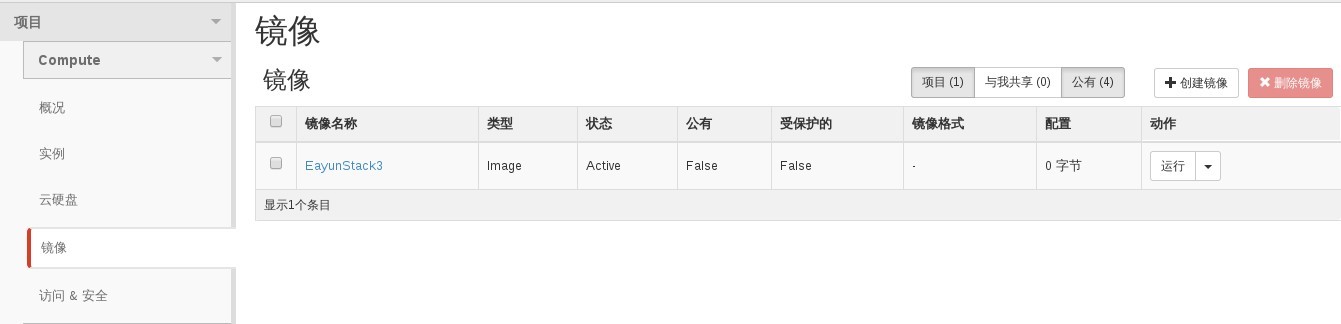 项目
Compute
概况
实例
云硬盘
镜像
访问 & 安全
镜像
镜像
项目 (1) 与我共享 (0) 公有 (4) 创建镜像 删除镜像
镜像名称 类型 状态 公有 受保护的 镜像格式 配置 动作
EayunStack3 Image Active False False - 0 字节 运行
显示1个条目